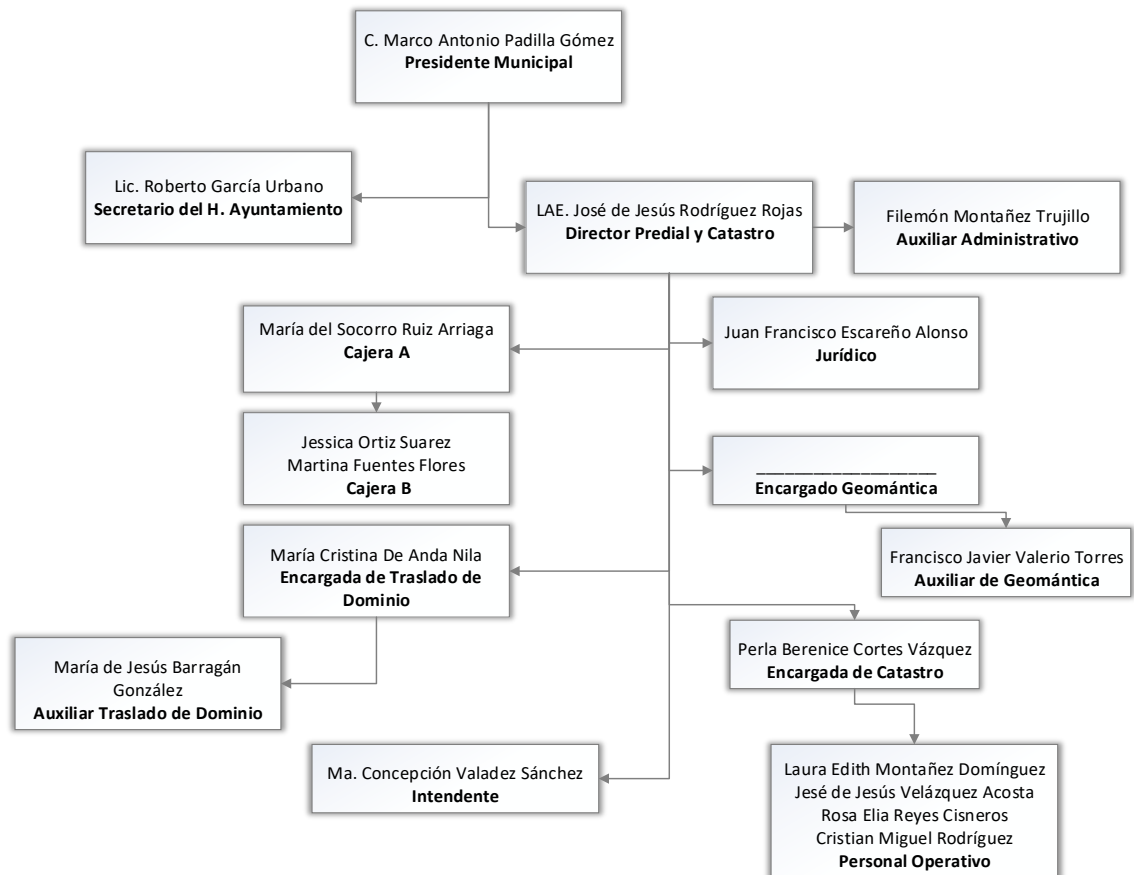 C. Marco Antonio Padilla Gómez
Presidente Municipal
Lic. Roberto García Urbano
Secretario del H. Ayuntamiento
LAE. José de Jesús Rodríguez Rojas
Director Predial y Catastro
Filemón Montañez Trujillo
Auxiliar Administrativo
María del Socorro Ruiz Arriaga
Cajera A
Juan Francisco Escareño Alonso
Jurídico
Jessica Ortiz Suarez
Martina Fuentes Flores
Cajera B
____________________
Encargado Geomántica
Francisco Javier Valerio Torres
Auxiliar de Geomántica
María Cristina De Anda Nila
Encargada de Traslado de
Dominio
María de Jesús Barragán
González
Auxiliar Traslado de Dominio
Perla Berenice Cortes Vázquez
Encargada de Catastro
Ma. Concepción Valadez Sánchez
Intendente
Laura Edith Montañez Domínguez
Jesé de Jesús Velázquez Acosta
Rosa Elia Reyes Cisneros
Cristian Miguel Rodríguez
Personal Operativo